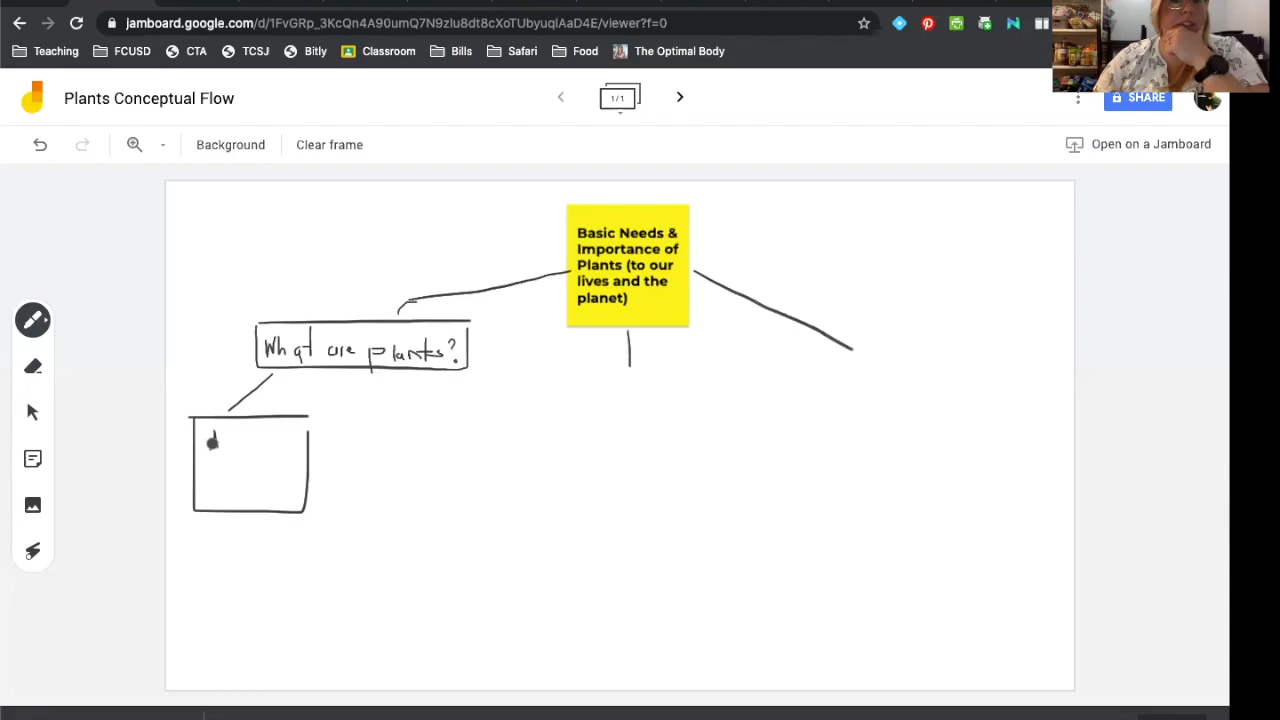 jamboard.google.com/d/1FvGRp_3KcQn4A90umQ7N9zlu8dt8cXoTUbyuqlAaD4E/viewer?f=0
Teaching FCUSD CTA TCSJ Bitly Classroom Bills Safari Food The Optimal Body
Plants Conceptual Flow
1/1
SHARE
Background
Clear frame
Open on a Jamboard
Basic Needs &
Importance of
Plants (to our
lives and the
planet)
What are plants?